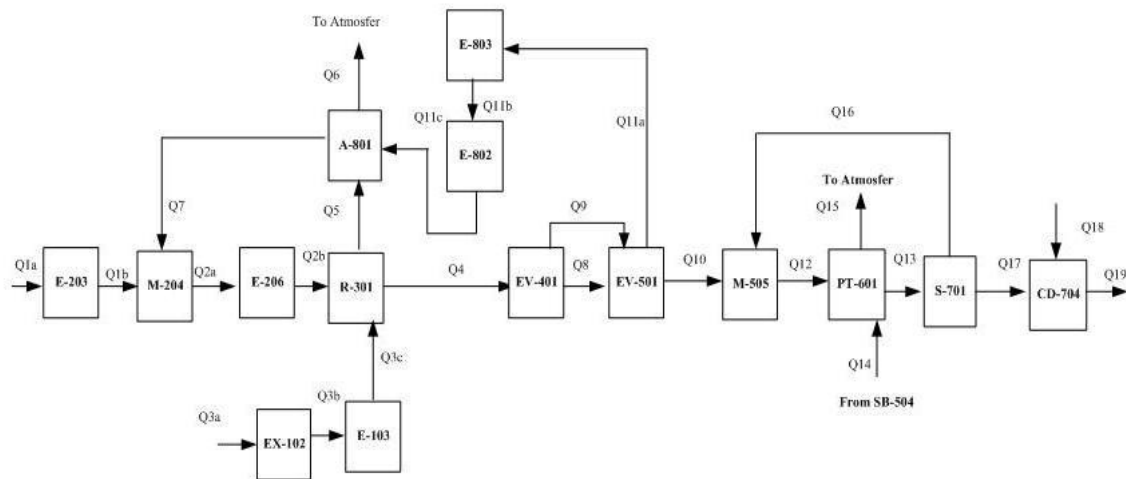 To Atmosfer
E-803
Q6
Q11b
Q11c
Q11a
Q16
A-801
E-802
To Atmosfer
Q7
Q5
Q9
Q15
Q18
Q1a
E-203
Q1b
M-204
Q2a
E-206
Q2b
R-301
Q4
EV-401
Q8
EV-501
Q10
M-505
Q12
PT-601
Q13
S-701
Q17
CD-704
Q19
Q3c
Q14
From SB-504
Q3a
EX-102
Q3b
E-103